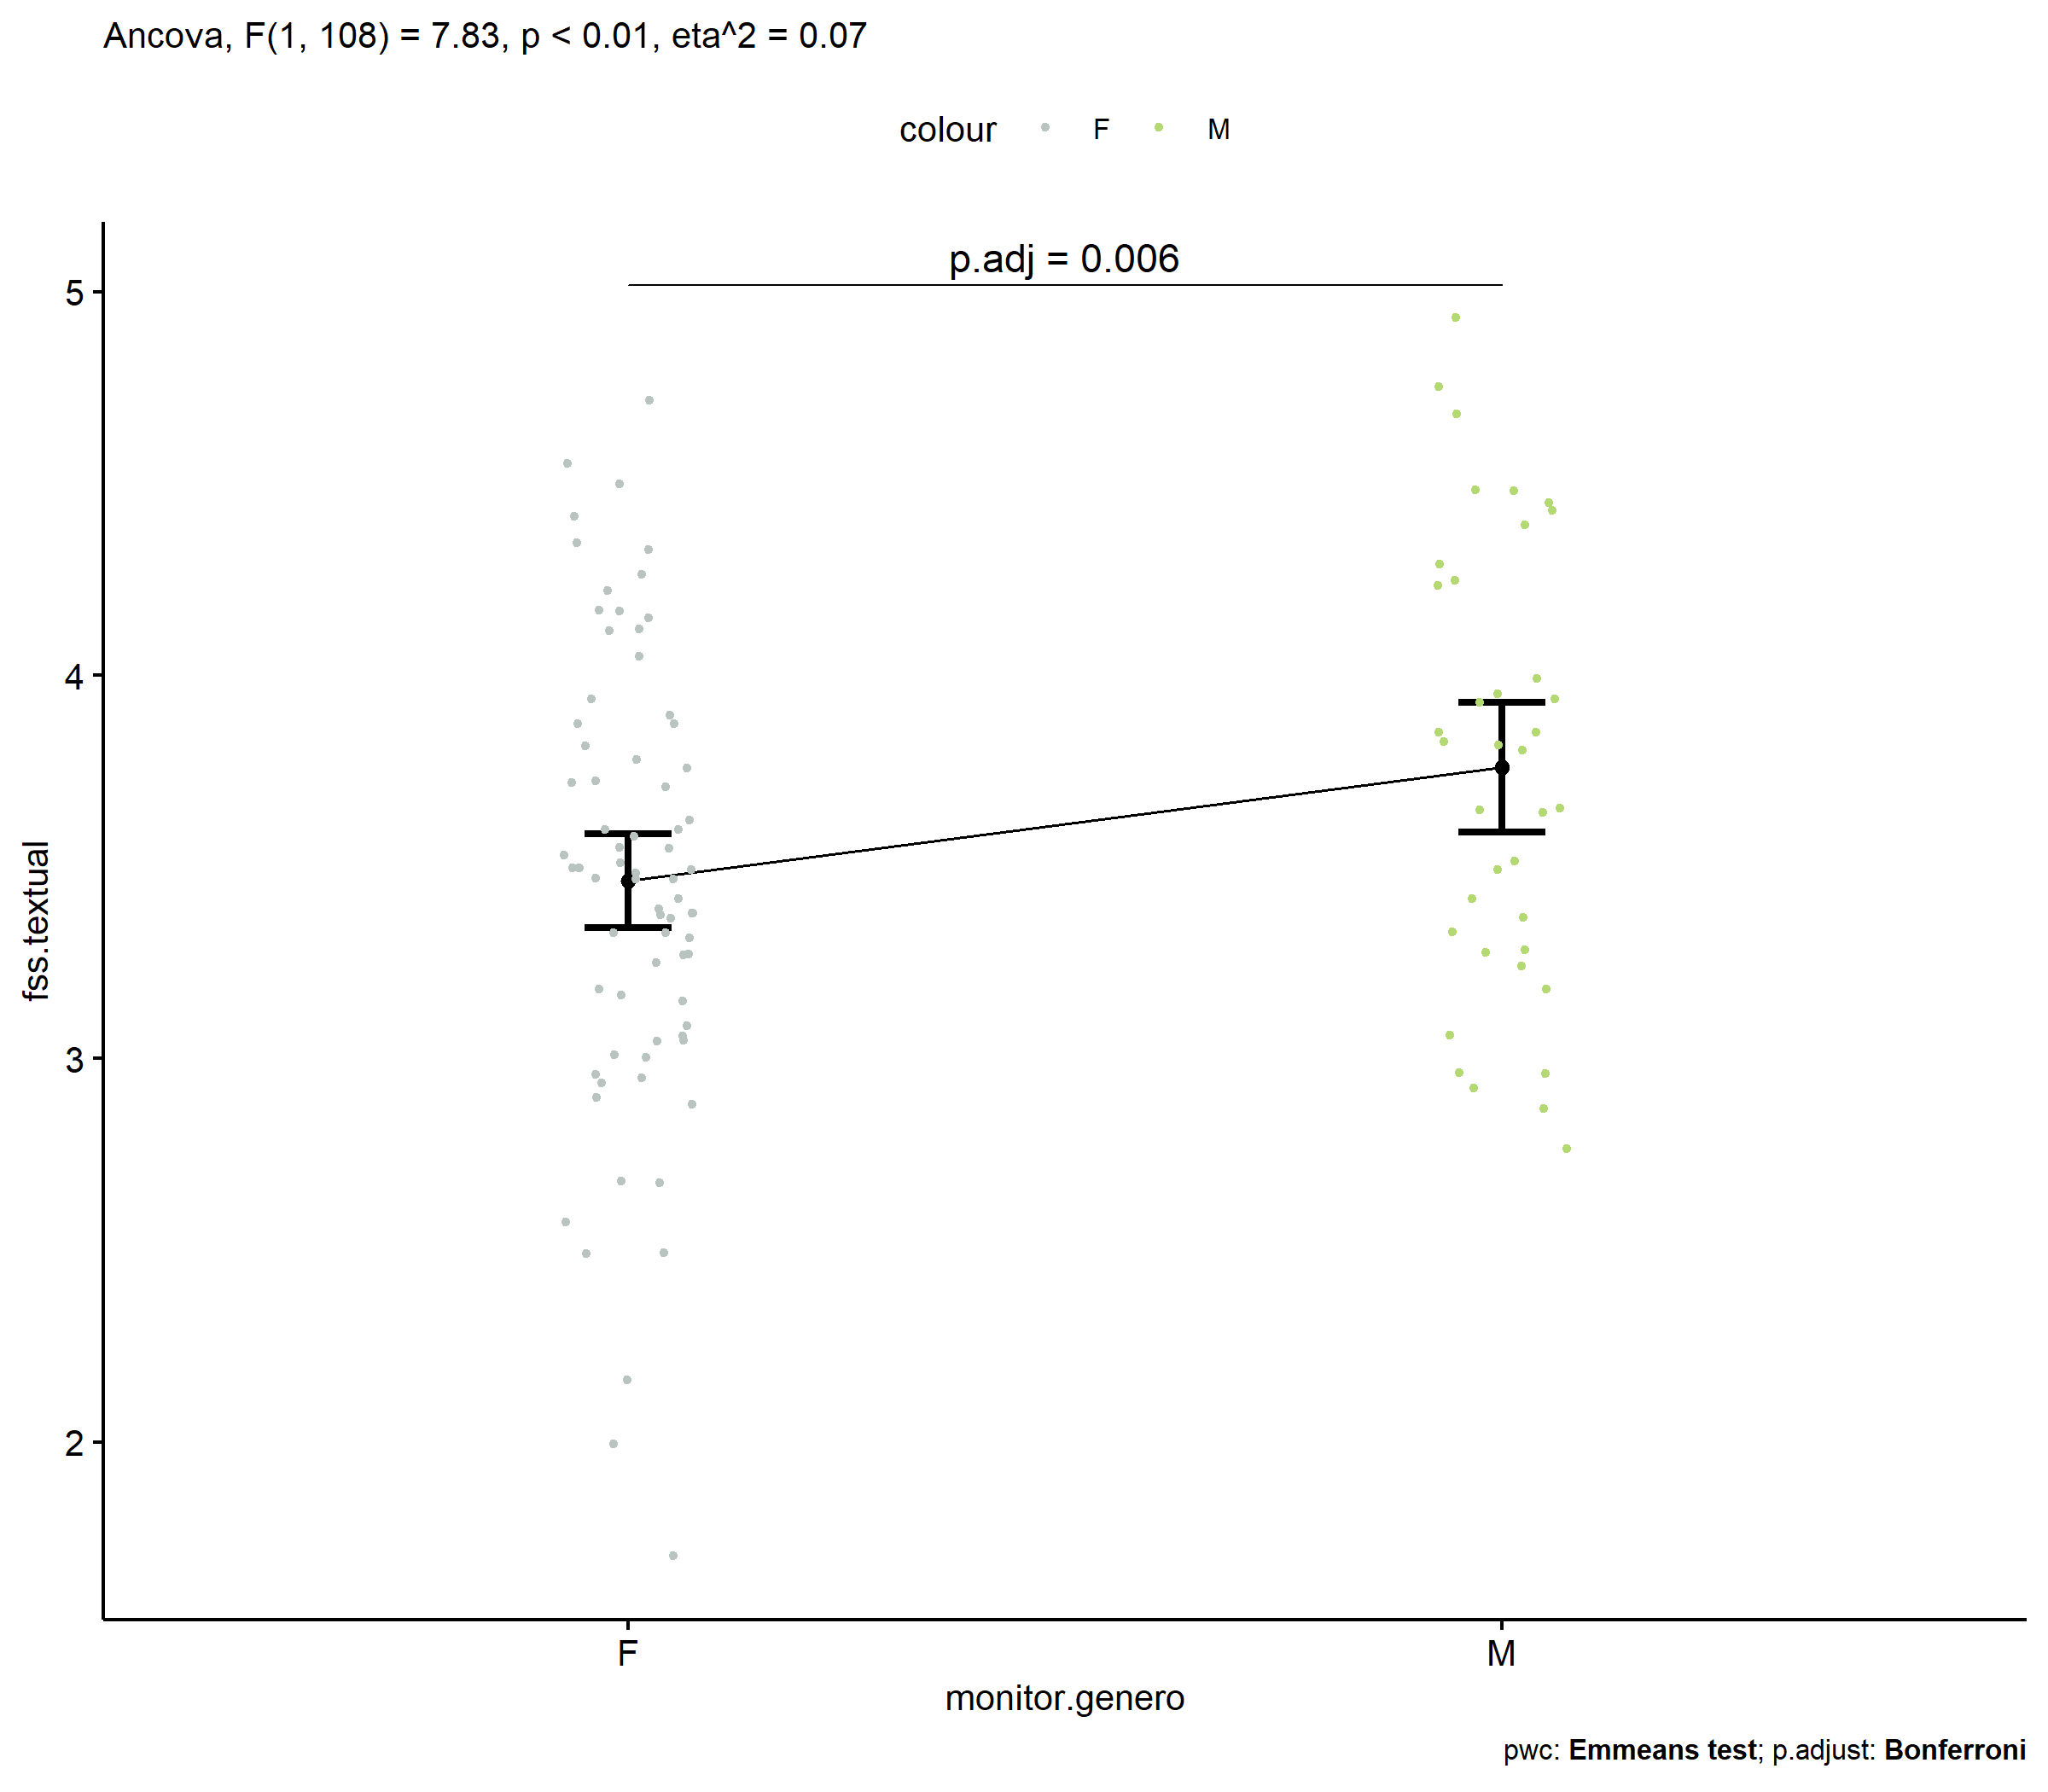 Ancova, F(1, 108) = 7.83, p < 0.01, eta^2 = 0.07
colour F M
p.adj = 0.006
5
4
3
2
fss.textual
F M
monitor.genero
pwc: Emmeans test; p.adjust: Bonferroni